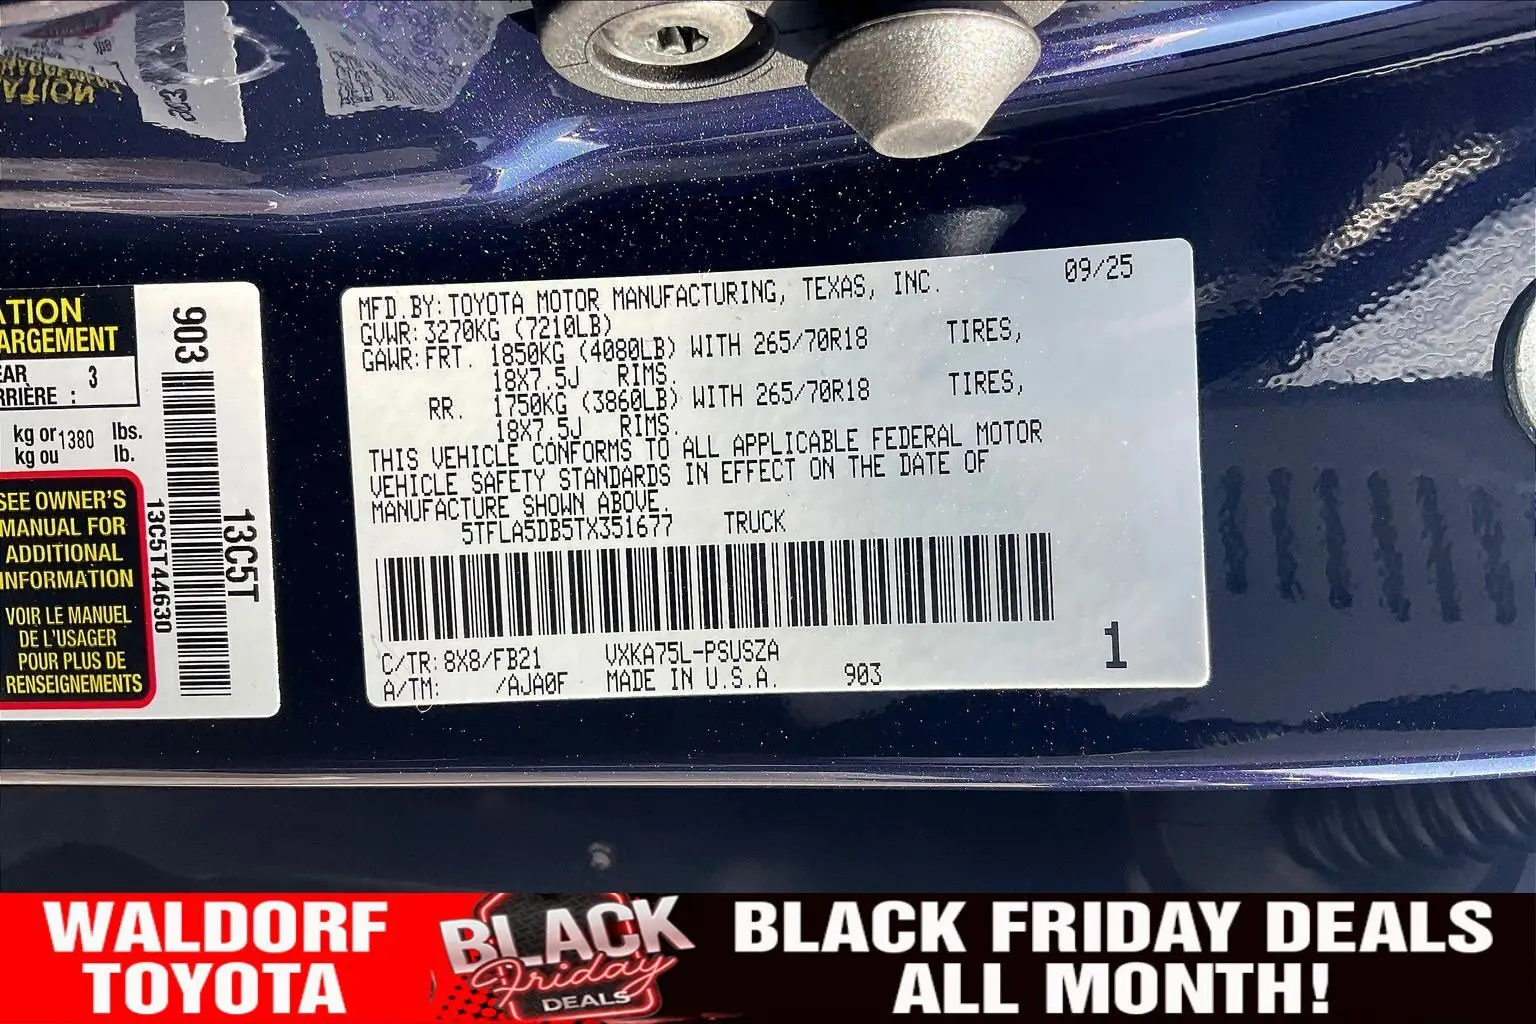 ATION
ARGEMENT
EAR 3
RRIÈRE :
kg or 1380 lbs.
kg ou lb.
SEE OWNER'S
MANUAL FOR
ADDITIONAL
INFORMATION
VOIR LE MANUEL
DE L'USAGER
POUR PLUS DE
RENSEIGNEMENTS
903
13C5T44630
13C5T
MFD.BY: TOYOTA MOTOR MANUFACTURING, TEXAS, INC. 09/25
GVWR: 3270KG (7210LB)
GAWR: FRT. 1850KG (4080LB) WITH 265/70R18 TIRES,
18X7.5J RIMS.
RR. 1750KG (3860LB) WITH 265/70R18 TIRES,
18X7.5J RIMS.
THIS VEHICLE CONFORMS TO ALL APPLICABLE FEDERAL MOTOR
VEHICLE SAFETY STANDARDS IN EFFECT ON THE DATE OF
MANUFACTURE SHOWN ABOVE.
5TFLA5DB5TX351677 TRUCK
C/TR: 8X8/FB21 VXKA75L-PSUSZA
A/TM: /AJA0F MADE IN U.S.A. 903
1
WALDORF
TOYOTA
BLACK
Friday
DEALS
BLACK FRIDAY DEALS
ALL MONTH!